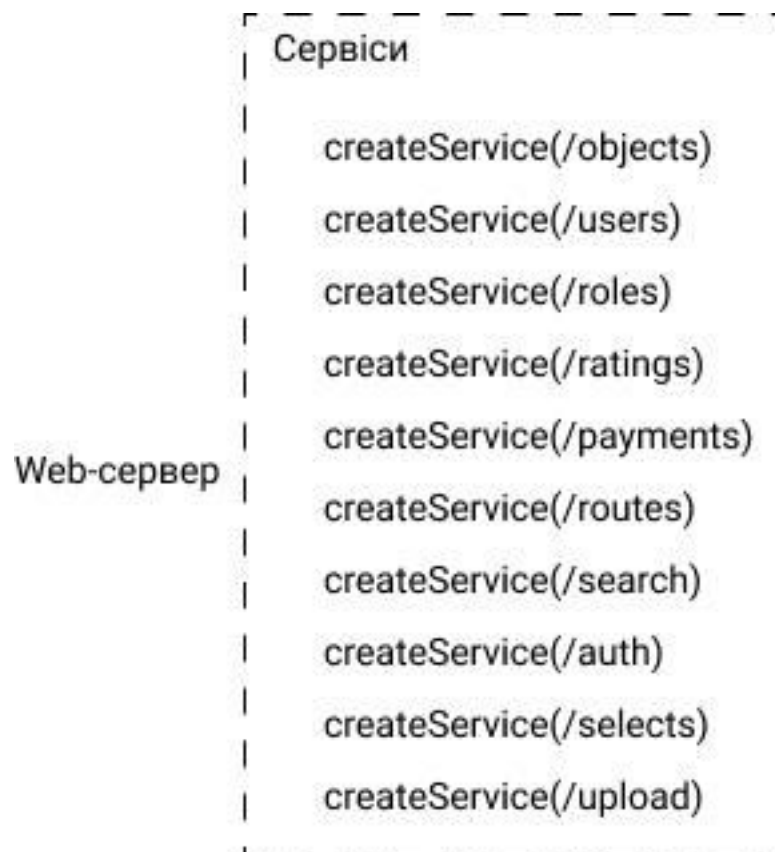 Сервіси
createService(/objects)
createService(/users)
createService(/roles)
createService(/ratings)
createService(/payments)
Web-сервер
createService(/routes)
createService(/search)
createService(/auth)
createService(/selects)
createService(/upload)